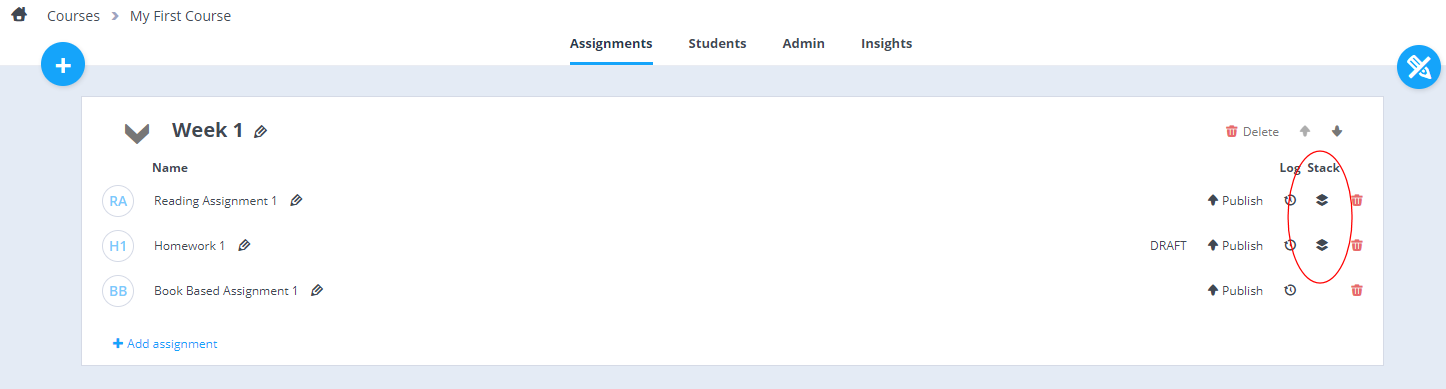 Courses > My First Course
Assignments Students Admin Insights
Week 1 Delete
Name Log Stack
RA Reading Assignment 1 Publish
H1 Homework 1 DRAFT Publish
BB Book Based Assignment 1 Publish
Add assignment